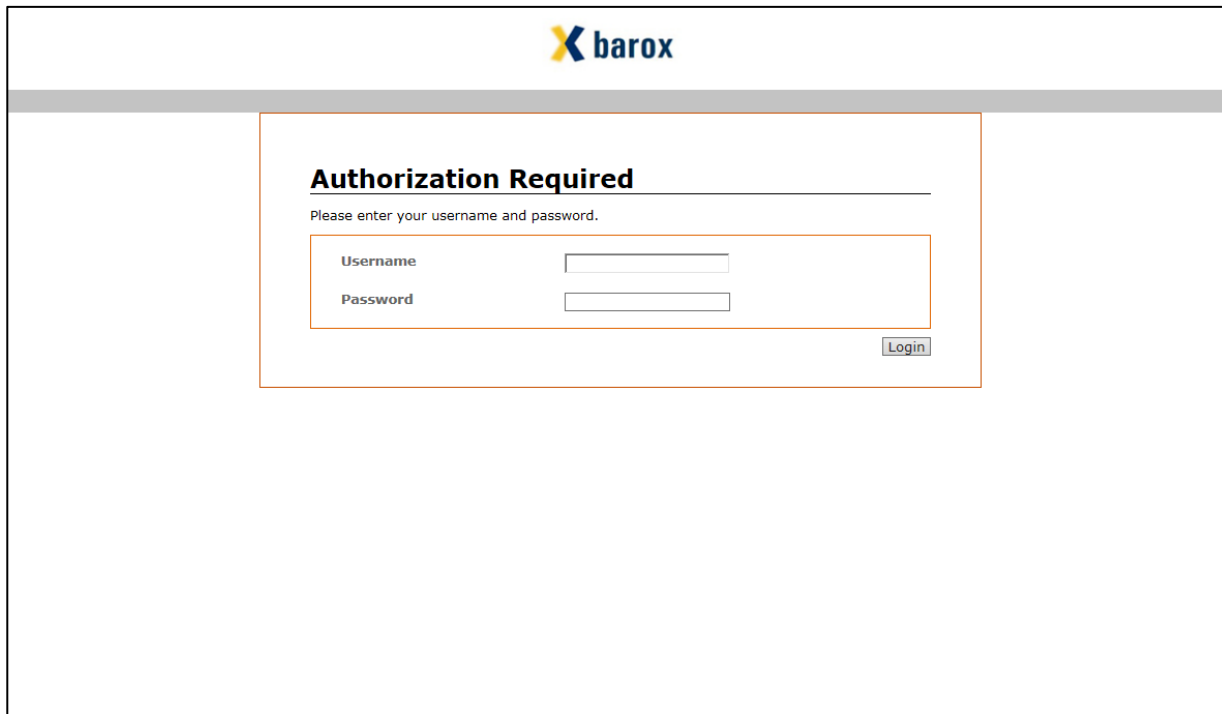 barox
Authorization Required
Please enter your username and password.
Username
Password
Login